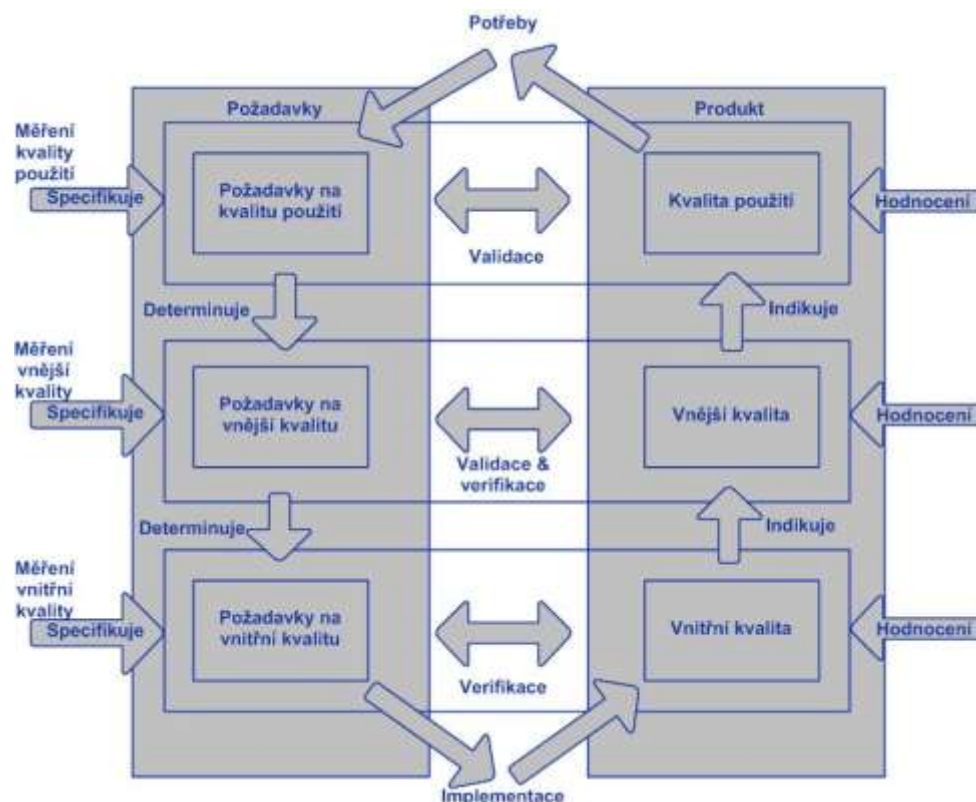 Potřeby
Požadavky
Produkt
Měření
kvality
použití
Specifikuje
Požadavky na
kvalitu použití
Validace
Kvalita použití
Hodnocení
Determinuje
Indikuje
Měření
vnější
kvality
Specifikuje
Požadavky na
vnější kvalitu
Validace &
verifikace
Vnější kvalita
Hodnocení
Determinuje
Indikuje
Měření
vnitřní
kvality
Specifikuje
Požadavky na
vnitřní kvalitu
Verifikace
Vnitřní kvalita
Hodnocení
Implementace